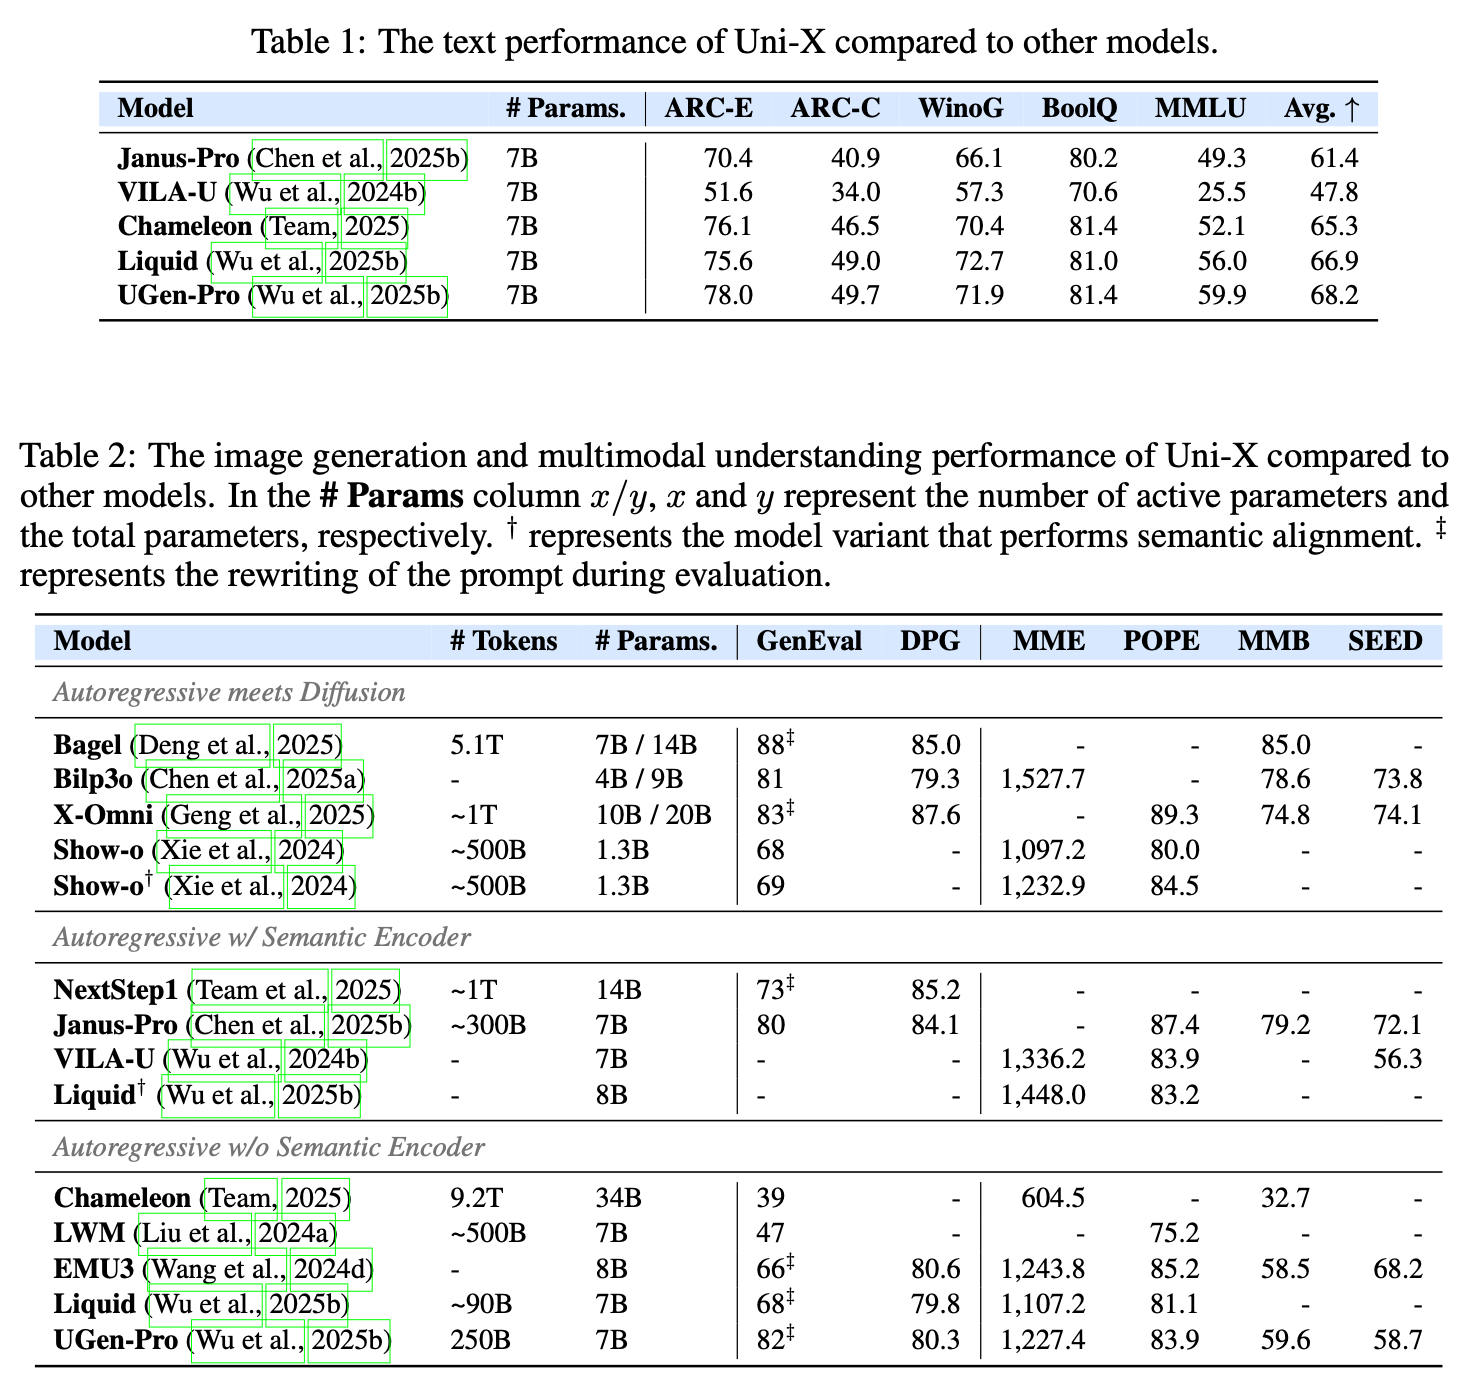 Table 1: The text performance of Uni-X compared to other models.
Model # Params. ARC-E ARC-C WinoG BoolQ MMLU Avg. ↑
Janus-Pro (Chen et al., 2025b) 7B 70.4 40.9 66.1 80.2 49.3 61.4
VILA-U (Wu et al., 2024b) 7B 51.6 34.0 57.3 70.6 25.5 47.8
Chameleon (Team, 2025) 7B 76.1 46.5 70.4 81.4 52.1 65.3
Liquid (Wu et al., 2025b) 7B 75.6 49.0 72.7 81.0 56.0 66.9
UGen-Pro (Wu et al., 2025b) 7B 78.0 49.7 71.9 81.4 59.9 68.2
Table 2: The image generation and multimodal understanding performance of Uni-X compared to
other models. In the # Params column x/y, x and y represent the number of active parameters and
the total parameters, respectively. † represents the model variant that performs semantic alignment. ‡
represents the rewriting of the prompt during evaluation.
Model # Tokens # Params. GenEval DPG MME POPE MMB SEED
Autoregressive meets Diffusion
Bagel (Deng et al., 2025) 5.1T 7B / 14B 88‡ 85.0 - - 85.0 -
Bilp3o (Chen et al., 2025a) - 4B / 9B 81 79.3 1,527.7 - 78.6 73.8
X-Omni (Geng et al., 2025) ~1T 10B / 20B 83‡ 87.6 - 89.3 74.8 74.1
Show-o (Xie et al., 2024) ~500B 1.3B 68 - 1,097.2 80.0 - -
Show-o† (Xie et al., 2024) ~500B 1.3B 69 - 1,232.9 84.5 - -
Autoregressive w/ Semantic Encoder
NextStep1 (Team et al., 2025) ~1T 14B 73‡ 85.2 - - - -
Janus-Pro (Chen et al., 2025b) ~300B 7B 80 84.1 - 87.4 79.2 72.1
VILA-U (Wu et al., 2024b) - 7B - - 1,336.2 83.9 - 56.3
Liquid† (Wu et al., 2025b) - 8B - - 1,448.0 83.2 - -
Autoregressive w/o Semantic Encoder
Chameleon (Team, 2025) 9.2T 34B 39 - 604.5 - 32.7 -
LWM (Liu et al., 2024a) ~500B 7B 47 - - 75.2 - -
EMU3 (Wang et al., 2024d) - 8B 66‡ 80.6 1,243.8 85.2 58.5 68.2
Liquid (Wu et al., 2025b) ~90B 7B 68‡ 79.8 1,107.2 81.1 - -
UGen-Pro (Wu et al., 2025b) 250B 7B 82‡ 80.3 1,227.4 83.9 59.6 58.7